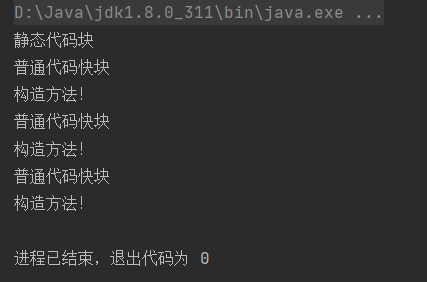 D:\Java\jdk1.8.0_311\bin\java.exe ...
静态代码块
普通代码快块
构造方法!
普通代码快块
构造方法!
普通代码快块
构造方法!
进程已结束，退出代码为 0